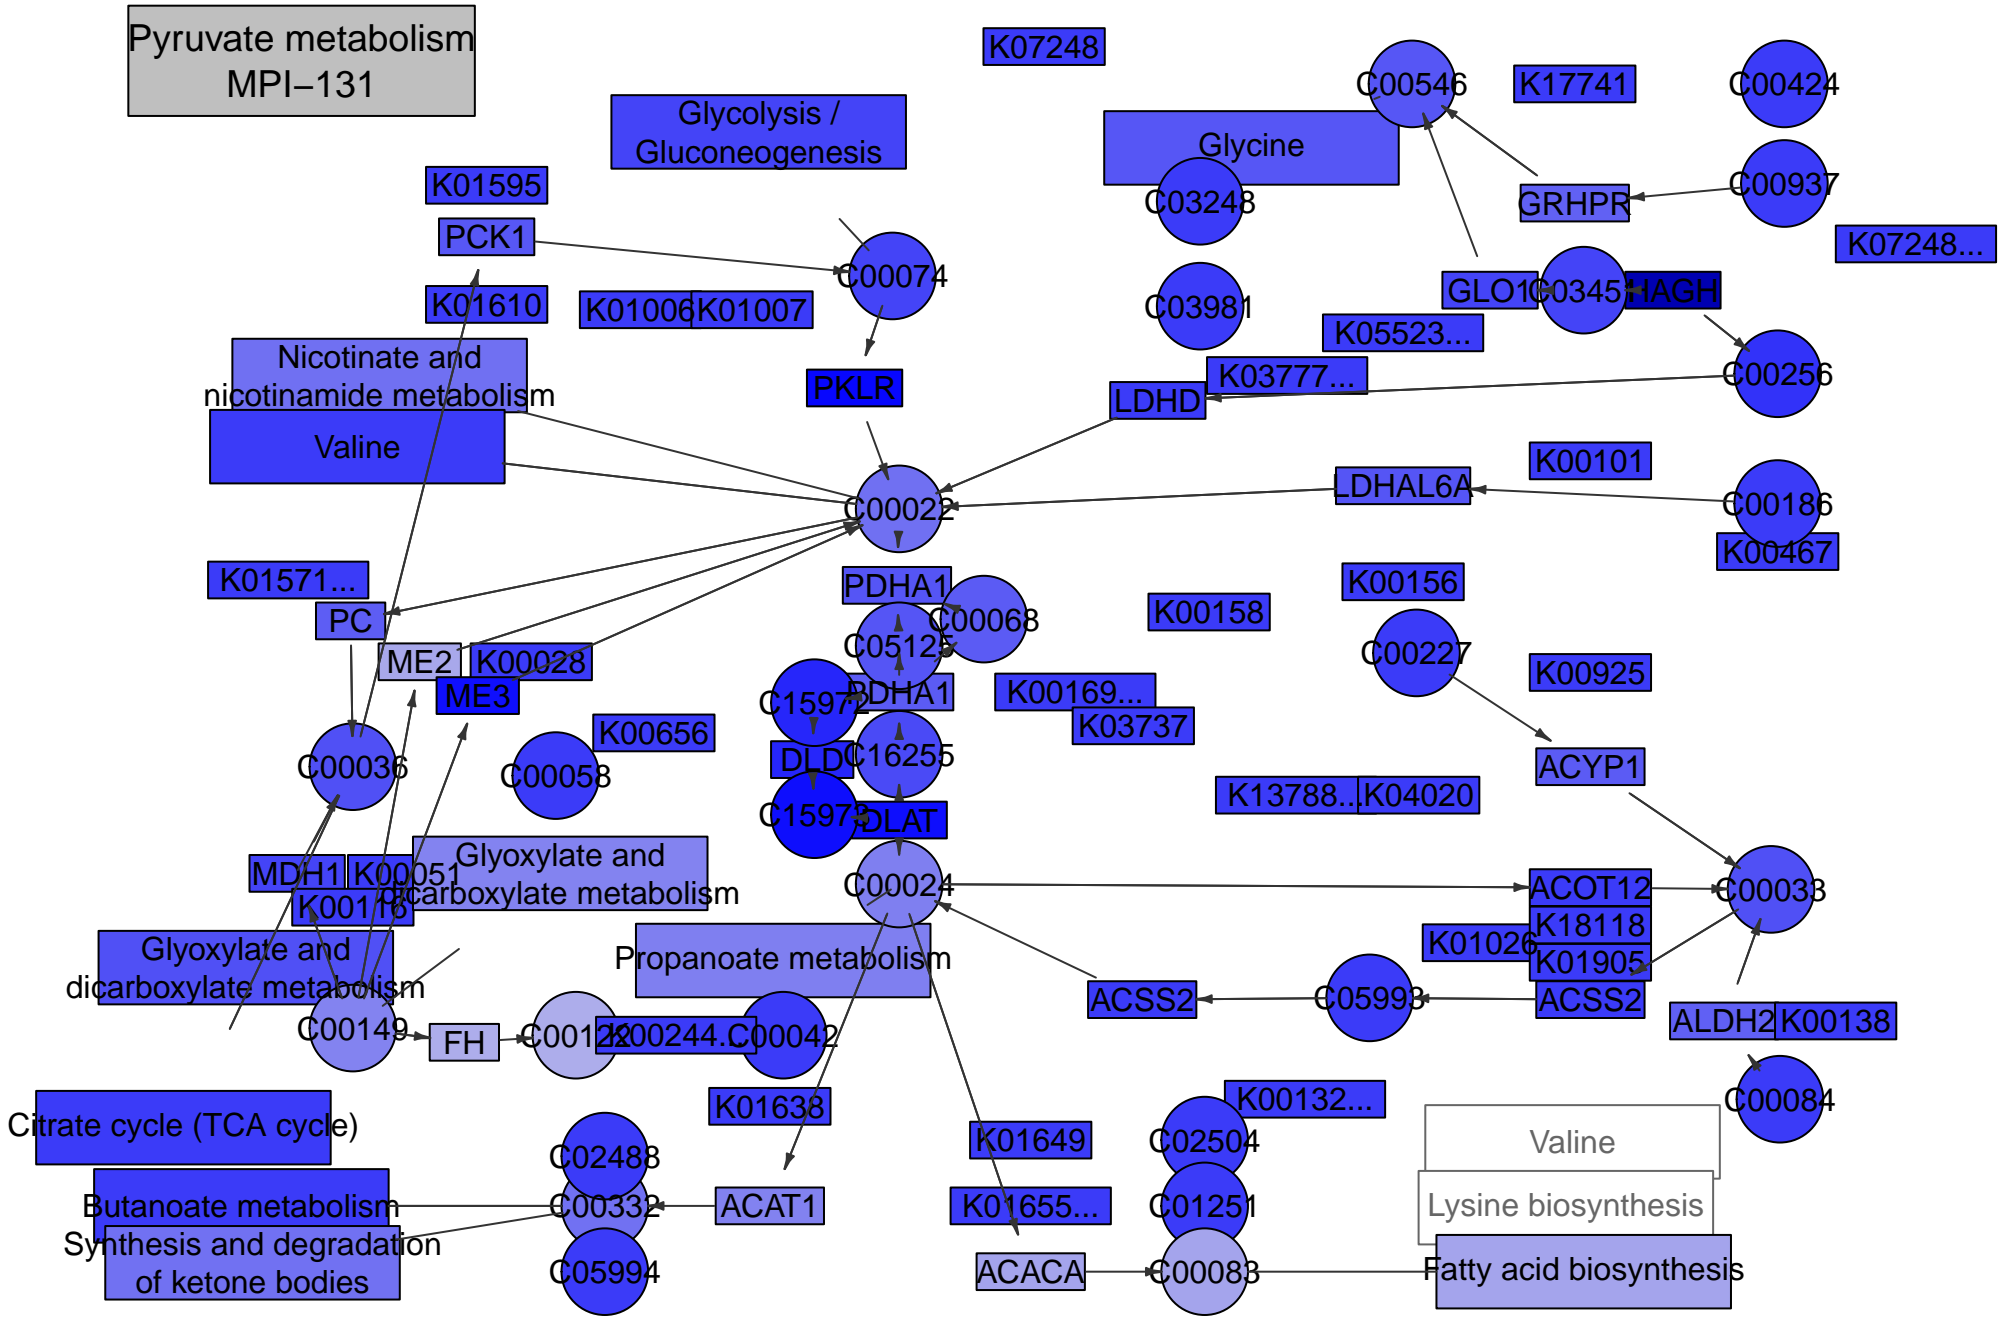 Pyruvate metabolism
MPI−131
K07248
C00546
K17741
C00424
Glycolysis /
Gluconeogenesis
Glycine
K01595
C00937
C03248
GRHPR
PCK1
K07248...
C00074
K01610
K01006
K01007
C03981
GLO1
HAGH
K05523...
Nicotinate and
nicotinamide metabolism
K03777...
C00256
PKLR
LDHD
Valine
K00101
LDHAL6A
C00022
C00186
K00467
K01571...
PDHA1
K00156
PC
C00068
K00158
C05125
C00227
ME2
K00028
K00925
ME3
C15972
PDHA1
K00169...
K03737
K00656
C00036
C00058
DLD
C16255
ACYP1
K13788...
K04020
C15973
DLAT
MDH1
K00051
Glyoxylate and
dicarboxylate metabolism
C00024
ACOT12
C00033
K00116
K18118
Glyoxylate and
dicarboxylate metabolism
Propanoate metabolism
K01026
K01905
C05993
ACSS2
ACSS2
C00149
FH
C00122
K00244...
C00042
ALDH2
K00138
K01638
K00132...
C00084
Citrate cycle (TCA cycle)
C02488
K01649
C02504
Valine
Butanoate metabolism
C00332
ACAT1
K01655...
C01251
Lysine biosynthesis
Synthesis and degradation
of ketone bodies
C05994
ACACA
C00083
Fatty acid biosynthesis